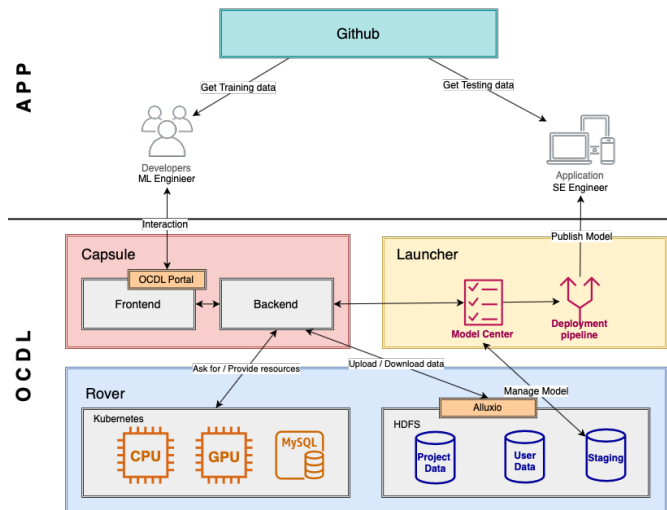 Github
APP
Get Training data
Get Testing data
Developers
ML Enginieer
Application
SE Engineer
Interaction
Publish Model
OCDL
Capsule
OCDL Portal
Frontend
Backend
Launcher
Model Center
Deployment
pipeline
Ask for / Provide resources
Upload / Download data
Manage Model
Rover
Kubernetes
CPU
GPU
MySQL
Alluxio
HDFS
Project
Data
User
Data
Staging